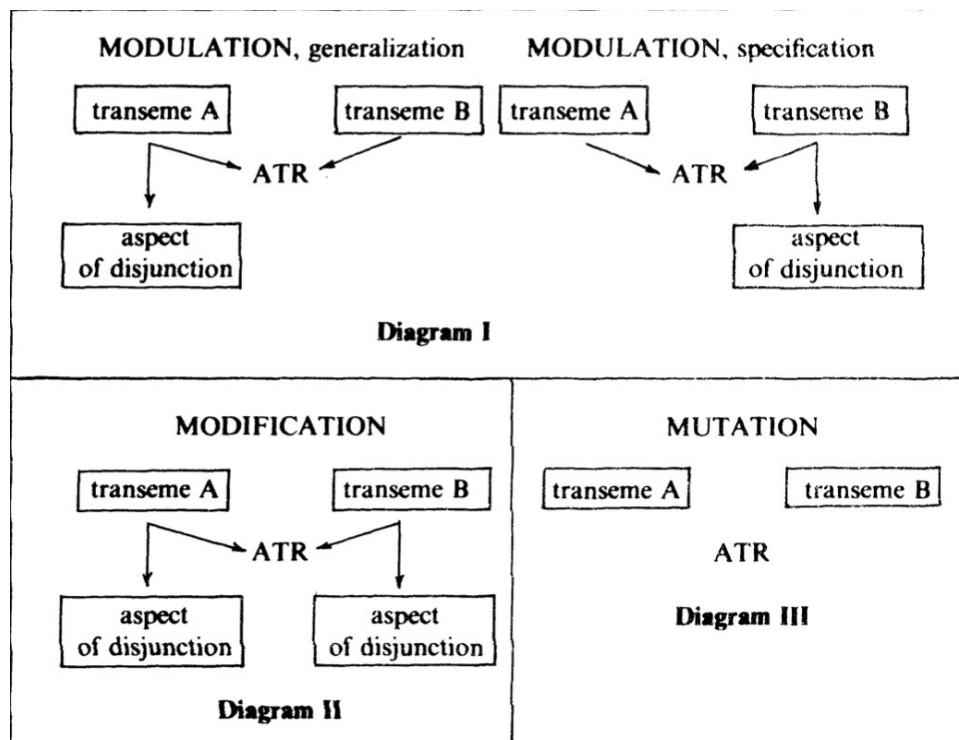 MODULATION, generalization
MODULATION, specification
transeme A
transeme B
transeme A
transeme B
ATR
ATR
aspect
of disjunction
aspect
of disjunction
Diagram I
MODIFICATION
MUTATION
transeme A
transeme B
transeme A
transeme B
ATR
ATR
aspect
of disjunction
aspect
of disjunction
Diagram III
Diagram II